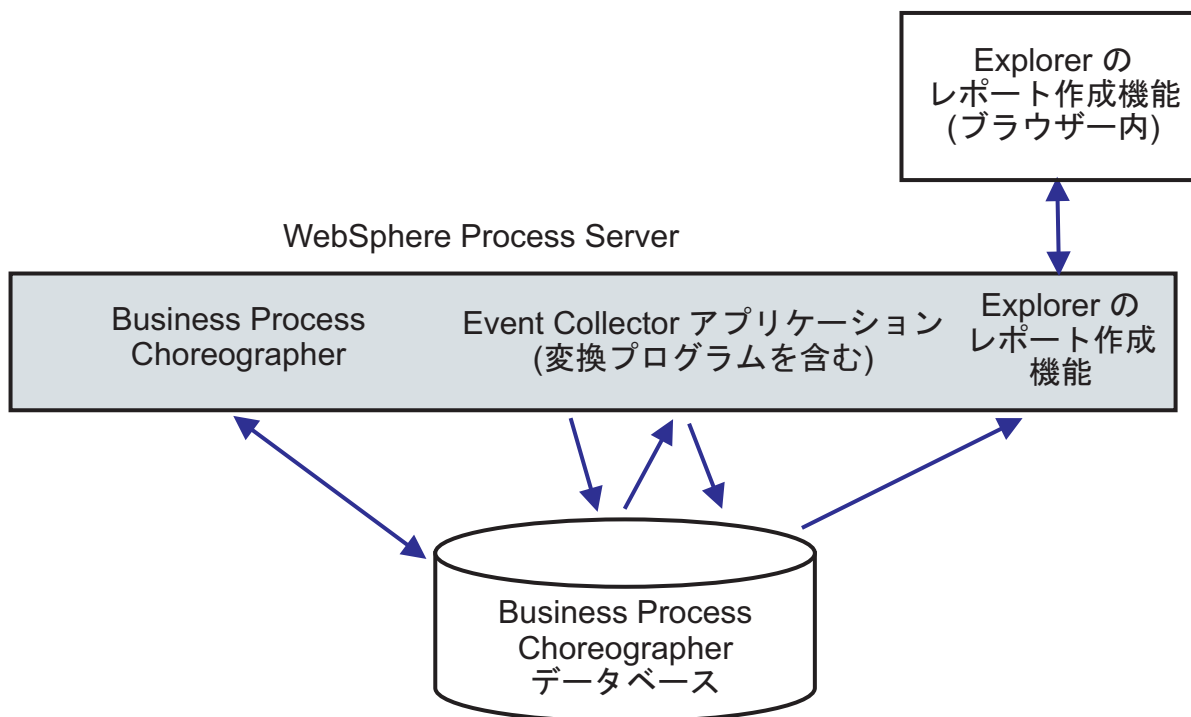 Explorer の
レポート作成機能
(ブラウザー内)
WebSphere Process Server
Business Process
Choreographer
Event Collector アプリケーション
(変換プログラムを含む)
Explorer の
レポート作成
機能
Business Process
Choreographer
データベース